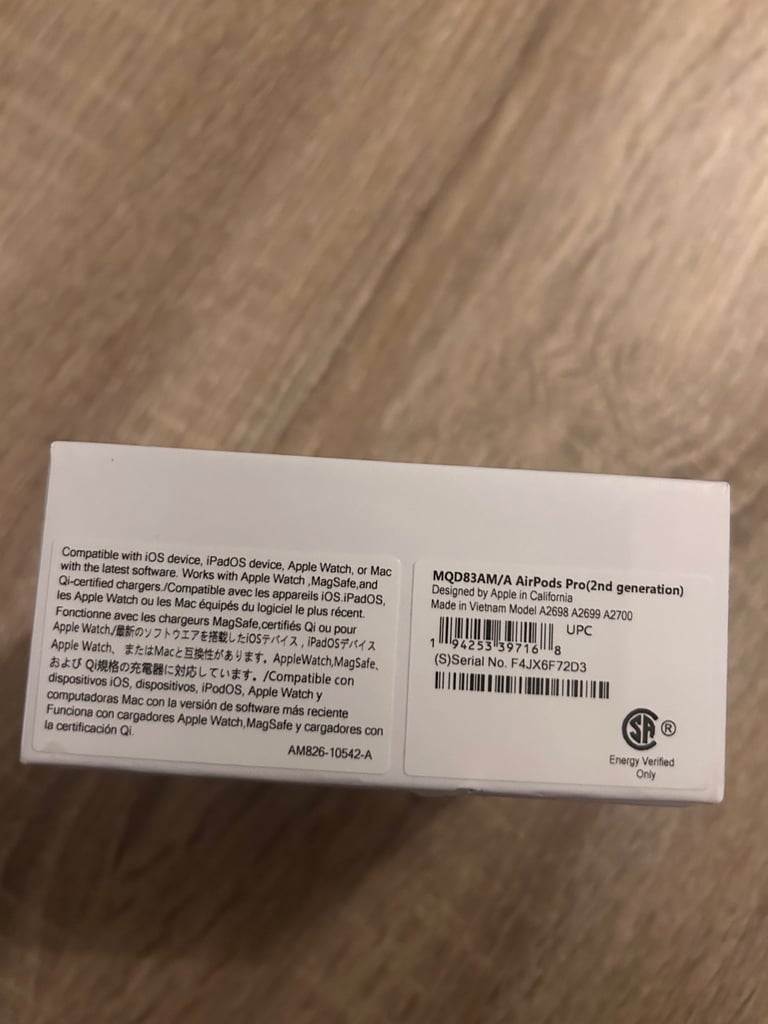 Compatible with iOS device, iPadOS device, Apple Watch, or Mac
with the latest software. Works with Apple Watch ,MagSafe,and
Qi-certified chargers./Compatible avec les appareils iOS.iPadOS,
les Apple Watch ou les Mac équipés du logiciel le plus récent.
Fonctionne avec les chargeurs MagSafe,certifiés Qi ou pour
Apple Watch./最新のソフトウエアを搭載したiOSデバイス , iPadOSデバイス
Apple Watch、 またはMacと互換性があります。AppleWatch,MagSafe、
および Qi規格の充電器に対応しています。/Compatible con
dispositivos iOS, dispositivos, iPodOS, Apple Watch y
computadoras Mac con la versión de software más reciente
Funciona con cargadores Apple Watch,MagSafe y cargadores con
la certificación Qi.
AM826-10542-A
MQD83AM/A AirPods Pro(2nd generation)
Designed by Apple in California
Made in Vietnam Model A2698 A2699 A2700
UPC
1 94253 39716 8
(S)Serial No. F4JX6F72D3
SA ®
Energy Verified
Only